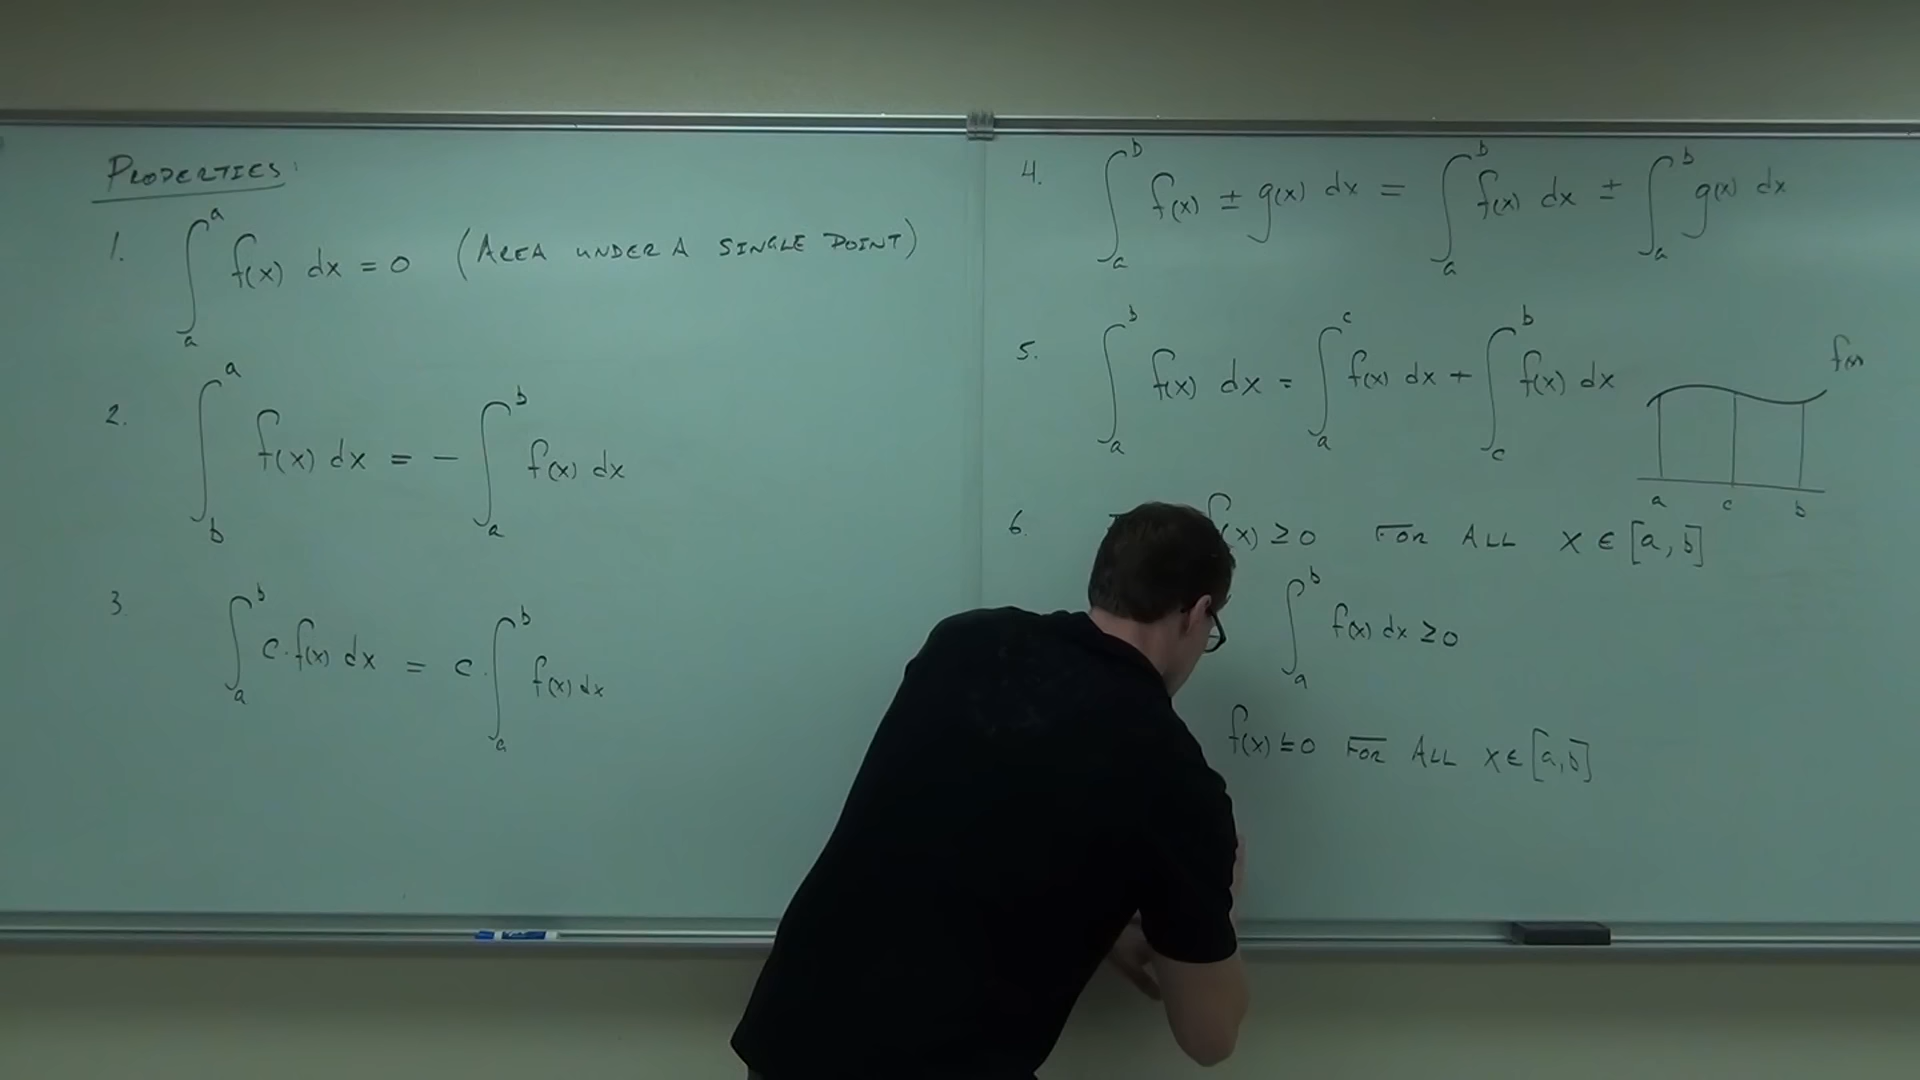 PROPERTIES:
1. ∫_a^a f(x) dx = 0 (AREA UNDER A SINGLE POINT)
2. ∫_b^a f(x) dx = - ∫_a^b f(x) dx
3 ∫_a^b c·f(x) dx = c·∫_a^b f(x) dx
4. ∫_a^b f(x) ± g(x) dx = ∫_a^b f(x) dx ± ∫_a^b g(x) dx
5. ∫_a^b f(x) dx = ∫_a^c f(x) dx + ∫_c^b f(x) dx
f(x)
a c b
6. f(x) ≥ 0 FOR ALL x ∈ [a, b]
∫_a^b f(x) dx ≥ 0
f(x) ≤ 0 FOR ALL x ∈ [a, b]